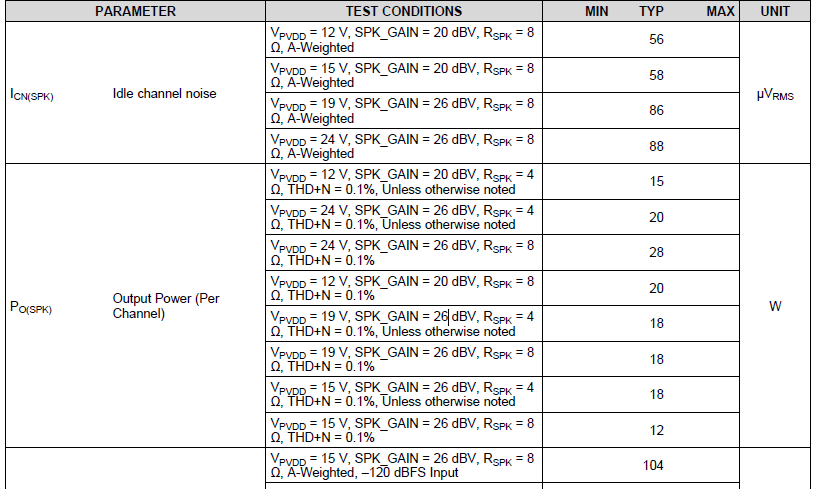 PARAMETER TEST CONDITIONS MIN TYP MAX UNIT
ICN(SPK) Idle channel noise
VPVDD = 12 V, SPK_GAIN = 20 dBV, RSPK = 8
Ω, A-Weighted
56
VPVDD = 15 V, SPK_GAIN = 20 dBV, RSPK = 8
Ω, A-Weighted
58
VPVDD = 19 V, SPK_GAIN = 26 dBV, RSPK = 8
Ω, A-Weighted
86
VPVDD = 24 V, SPK_GAIN = 26 dBV, RSPK = 8
Ω, A-Weighted
88
µVRMS
PO(SPK) Output Power (Per
Channel)
VPVDD = 12 V, SPK_GAIN = 20 dBV, RSPK = 4
Ω, THD+N = 0.1%, Unless otherwise noted
15
VPVDD = 24 V, SPK_GAIN = 26 dBV, RSPK = 4
Ω, THD+N = 0.1%, Unless otherwise noted
20
VPVDD = 24 V, SPK_GAIN = 26 dBV, RSPK = 8
Ω, THD+N = 0.1%
28
VPVDD = 12 V, SPK_GAIN = 20 dBV, RSPK = 8
Ω, THD+N = 0.1%
20
VPVDD = 19 V, SPK_GAIN = 26 dBV, RSPK = 4
Ω, THD+N = 0.1%, Unless otherwise noted
18
VPVDD = 19 V, SPK_GAIN = 26 dBV, RSPK = 8
Ω, THD+N = 0.1%
18
VPVDD = 15 V, SPK_GAIN = 26 dBV, RSPK = 4
Ω, THD+N = 0.1%, Unless otherwise noted
18
VPVDD = 15 V, SPK_GAIN = 26 dBV, RSPK = 8
Ω, THD+N = 0.1%
12
W
VPVDD = 15 V, SPK_GAIN = 26 dBV, RSPK = 8
Ω, A-Weighted, –120 dBFS Input
104